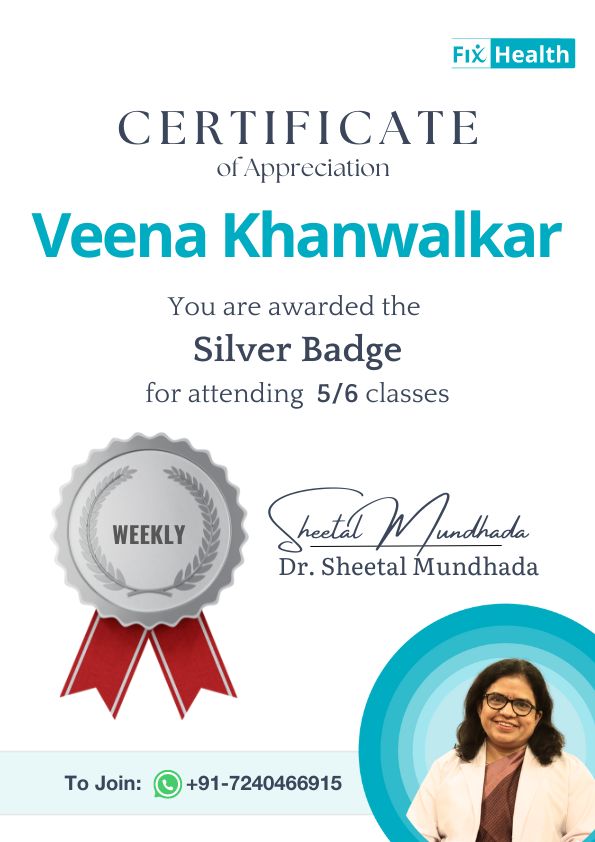 Fix Health
CERTIFICATE
of Appreciation
Veena Khanwalkar
You are awarded the
Silver Badge
for attending 5/6 classes
WEEKLY
Sheetal Mundhada
Dr. Sheetal Mundhada
To Join: +91-7240466915